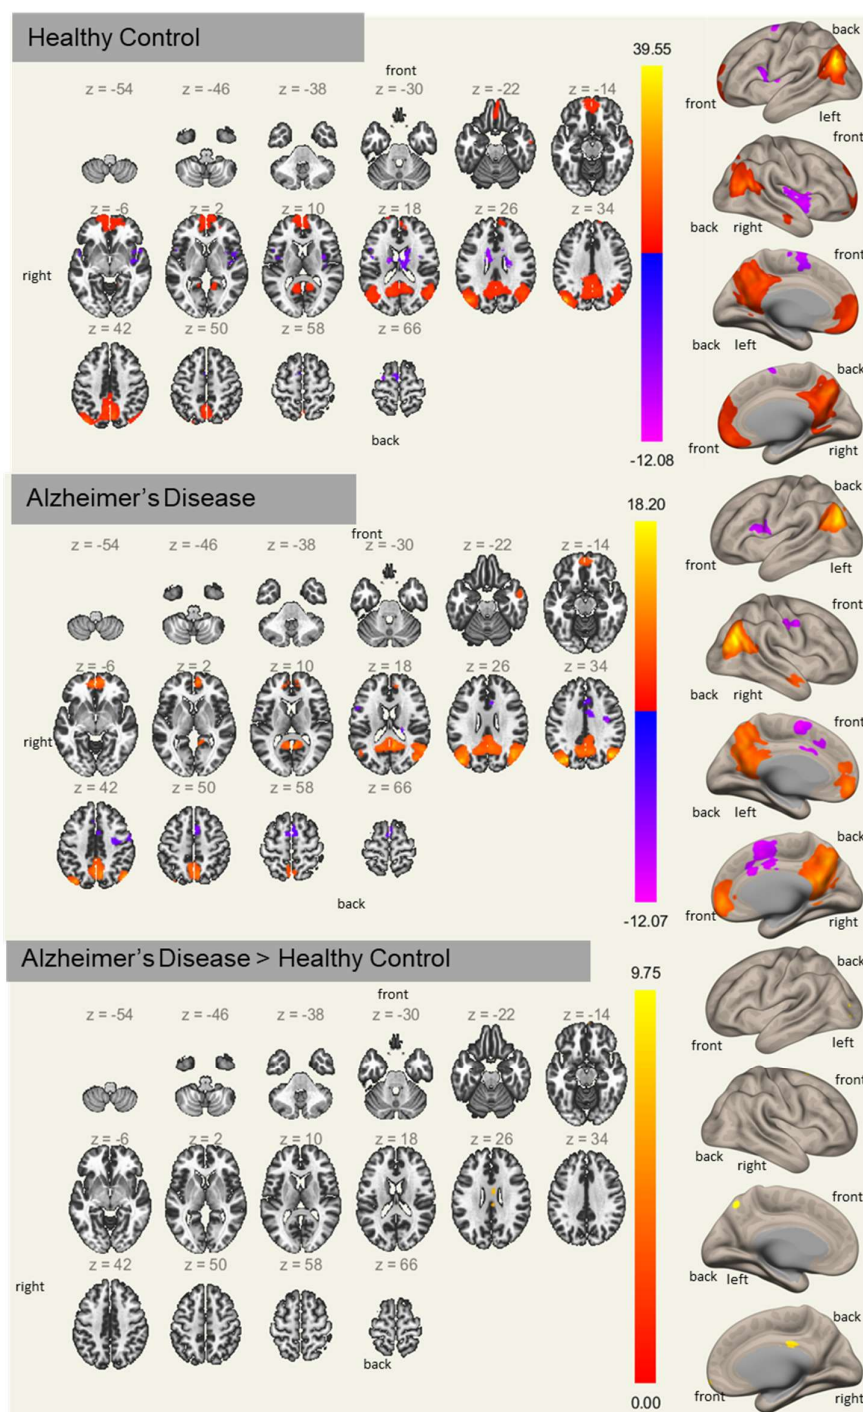 Healthy Control
front
z = -54 z = -46 z = -38 z = -30 z = -22 z = -14
z = -6 z = 2 z = 10 z = 18 z = 26 z = 34
right
z = 42 z = 50 z = 58 z = 66
back
39.55
-12.08
back
front
left
front
back right
front
back left
back
front
right
Alzheimer's Disease
front
z = -54 z = -46 z = -38 z = -30 z = -22 z = -14
z = -6 z = 2 z = 10 z = 18 z = 26 z = 34
right
z = 42 z = 50 z = 58 z = 66
back
18.20
-12.07
back
front
left
front
back right
front
back left
back
front
right
Alzheimer's Disease > Healthy Control
front
z = -54 z = -46 z = -38 z = -30 z = -22 z = -14
z = -6 z = 2 z = 10 z = 18 z = 26 z = 34
z = 42 z = 50 z = 58 z = 66
right
back
9.75
0.00
back
front
left
front
back
right
front
back left
back
front
right